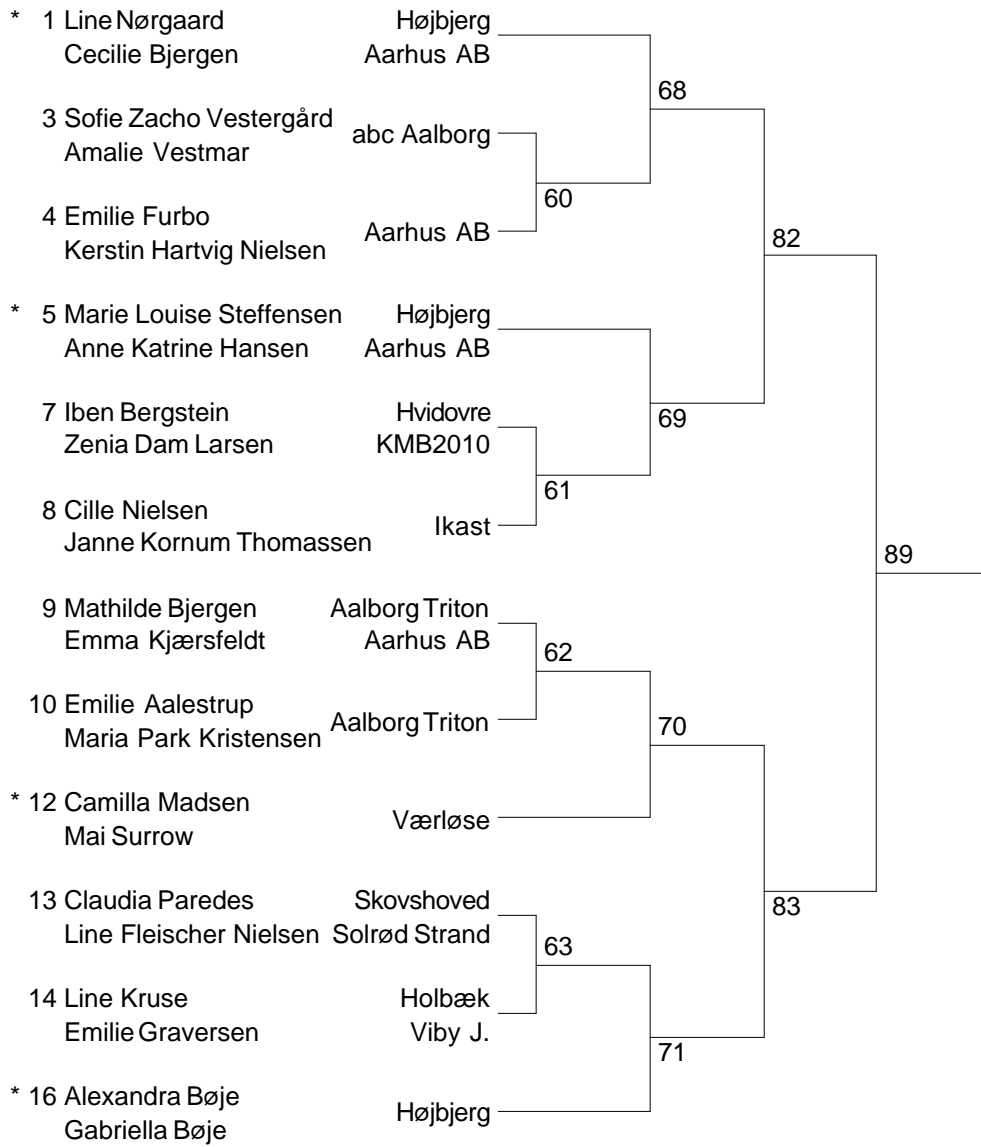 * 1 Line Nørgaard Højbjerg
Cecilie Bjergen Aarhus AB
68
3 Sofie Zacho Vestergård
abc Aalborg
Amalie Vestmar
60
4 Emilie Furbo
Aarhus AB
Kerstin Hartvig Nielsen
82
* 5 Marie Louise Steffensen Højbjerg
Anne Katrine Hansen Aarhus AB
7 Iben Bergstein Hvidovre
69
Zenia Dam Larsen KMB2010
61
8 Cille Nielsen
Ikast
Janne Kornum Thomassen
89
9 Mathilde Bjergen Aalborg Triton
Emma Kjærsfeldt Aarhus AB
62
10 Emilie Aalestrup
Aalborg Triton
70
Maria Park Kristensen
* 12 Camilla Madsen
Værløse
Mai Surrow
13 Claudia Paredes Skovshoved
83
Line Fleischer Nielsen Solrød Strand
63
14 Line Kruse Holbæk
Emilie Graversen Viby J.
71
* 16 Alexandra Bøje
Højbjerg
Gabriella Bøje